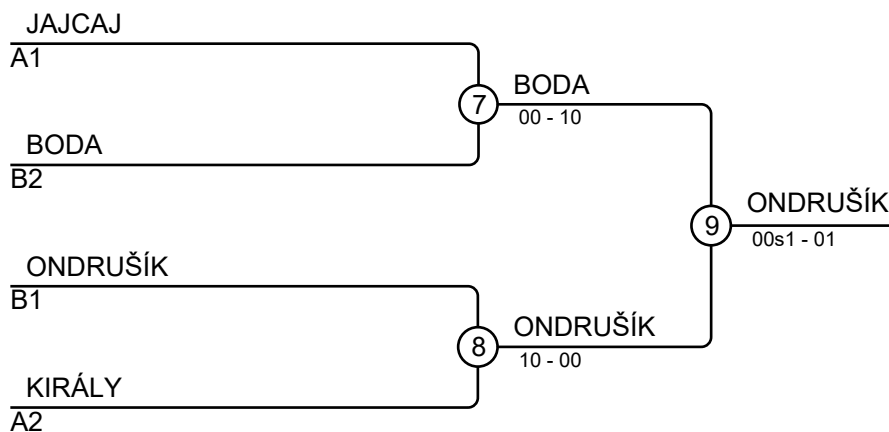 JAJCAJ
A1
7
BODA
00 - 10
BODA
B2
9
ONDRUŠÍK
00s1 - 01
ONDRUŠÍK
B1
8
ONDRUŠÍK
10 - 00
KIRÁLY
A2